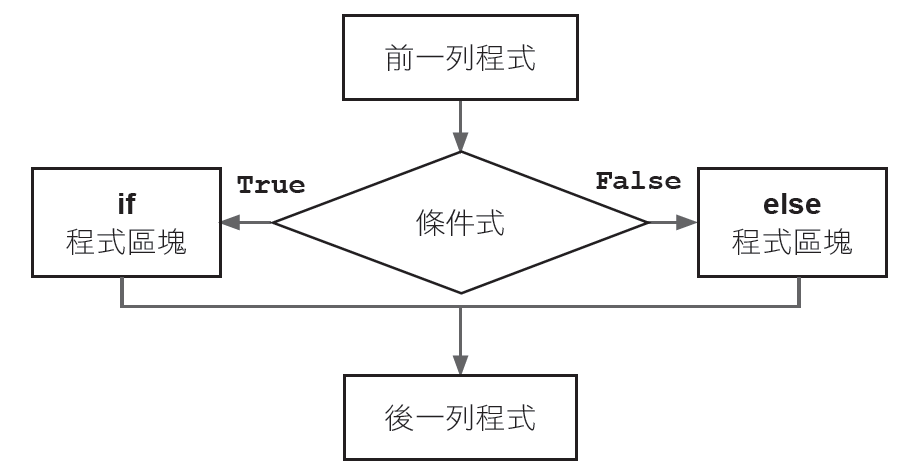 前一列程式
True
False
if
程式區塊
條件式
else
程式區塊
後一列程式